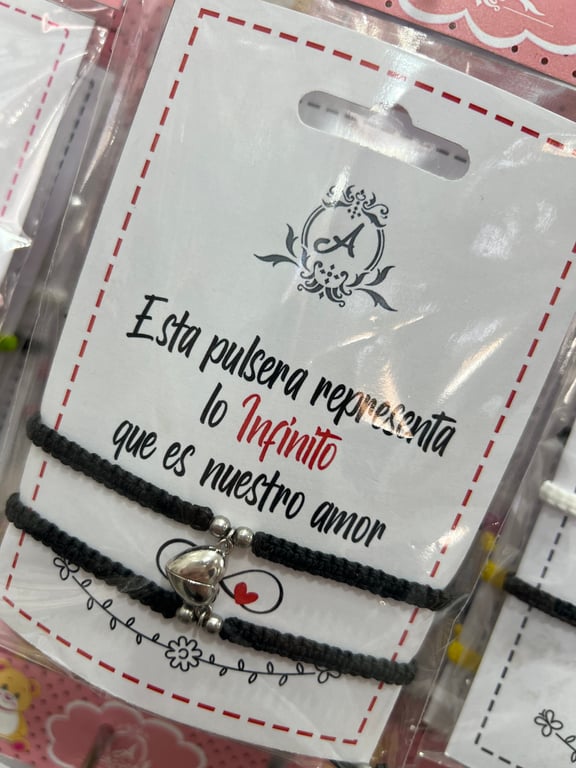 A
Esta pulsera representa
lo Infinito
que es nuestro amor